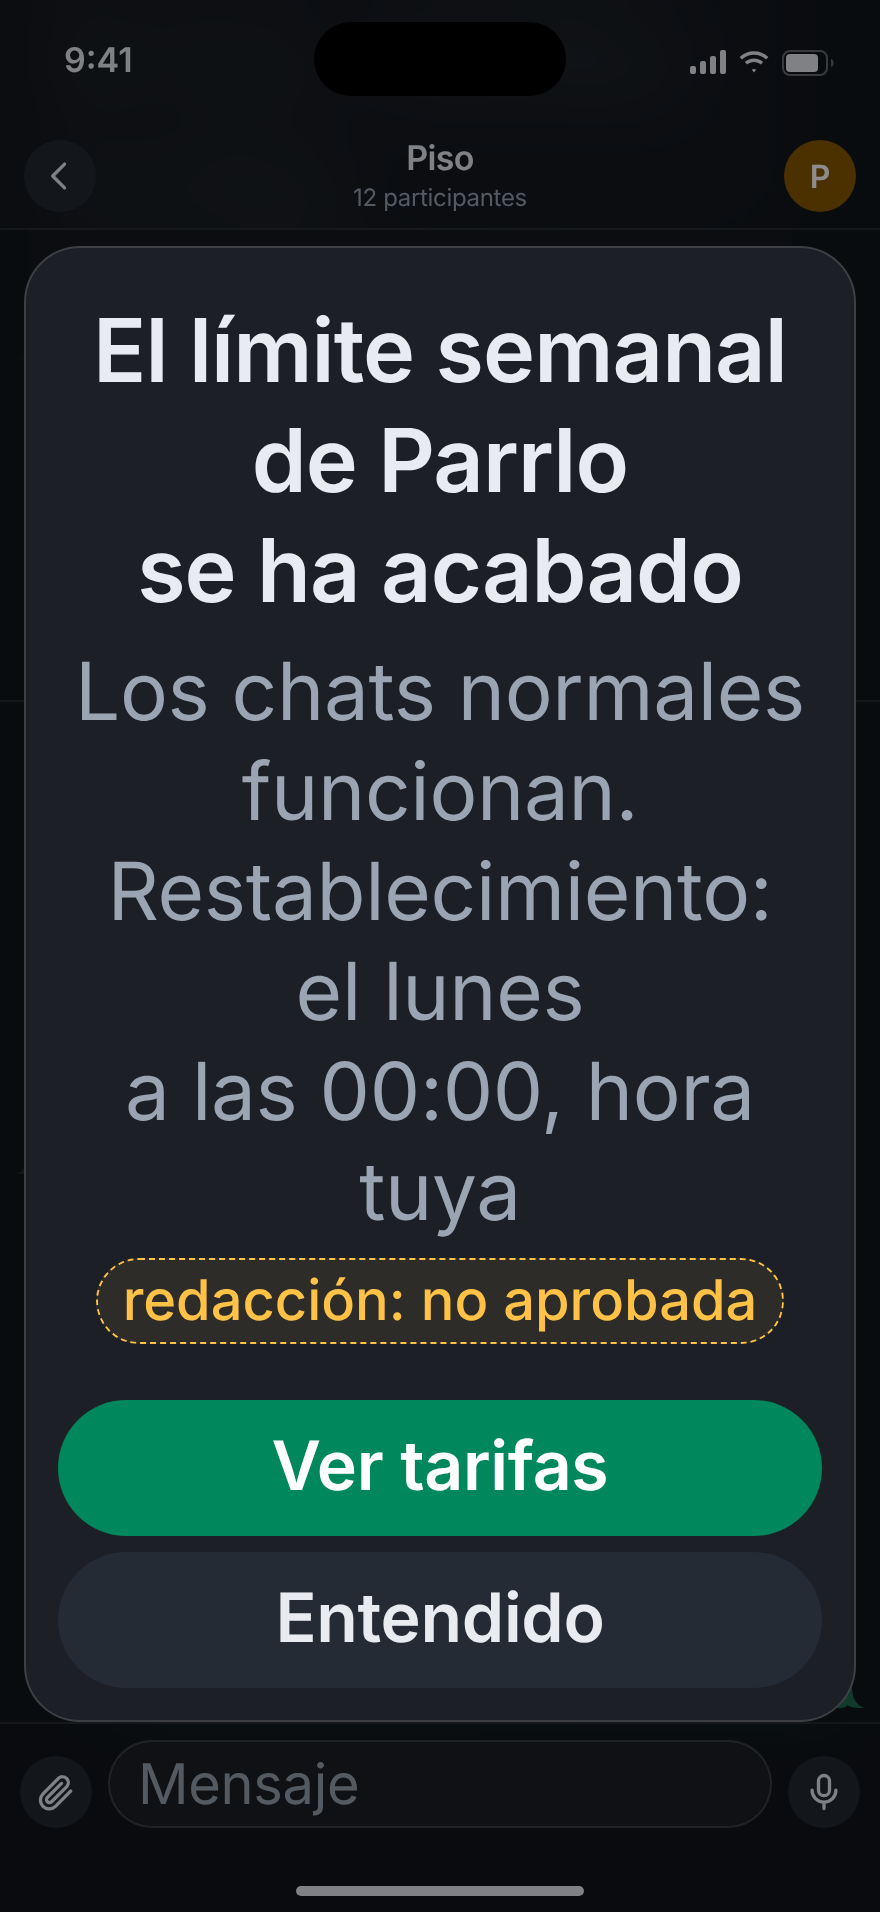 9:41
Piso
12 participantes
P
El límite semanal
de Parrlo
se ha acabado
Los chats normales
funcionan.
Restablecimiento:
el lunes
a las 00:00, hora
tuya
redacción: no aprobada
Ver tarifas
Entendido
Mensaje